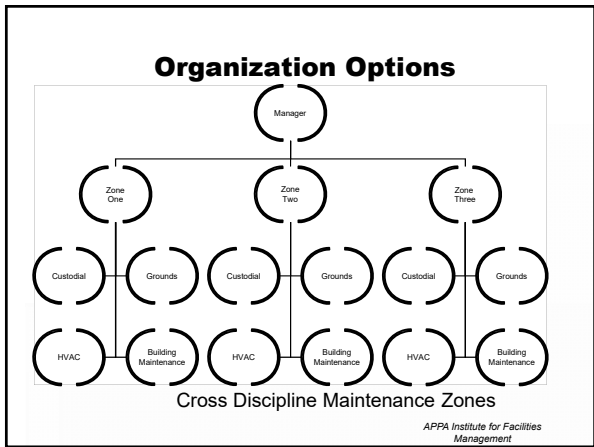 Organization Options
Manager
Zone
One
Zone
Two
Zone
Three
Custodial
Grounds
Custodial
Grounds
Custodial
Grounds
HVAC
Building
Maintenance
HVAC
Building
Maintenance
HVAC
Building
Maintenance
Cross Discipline Maintenance Zones
APPA Institute for Facilities
Management